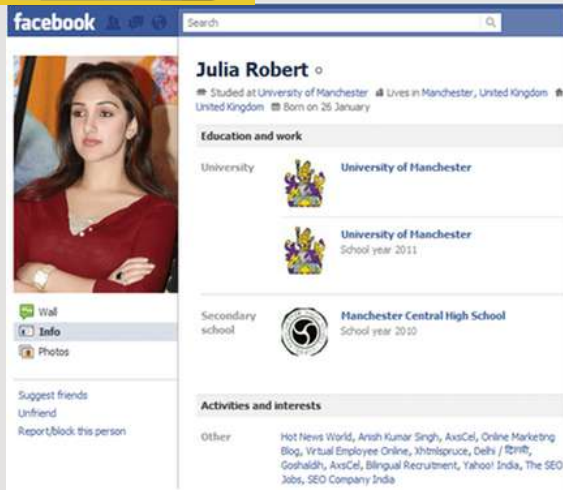 facebook
Search
Julia Robert
Studied at University of Manchester Lives in Manchester, United Kingdom
United Kingdom Born on 26 January
Education and work
University
University of Manchester
University of Manchester
School year 2011
Secondary
school
Manchester Central High School
School year 2010
Wall
Info
Photos
Suggest friends
Unfriend
Report/block this person
Activities and interests
Other
Hot News World, Anish Kumar Singh, AxsCel, Online Marketing
Blog, Virtual Employee Online, Xhtmlspruce, Delhi /
Goshaldih, AxsCel, Bilingual Recruitment, Yahoo! India, The SEO
Jobs, SEO Company India